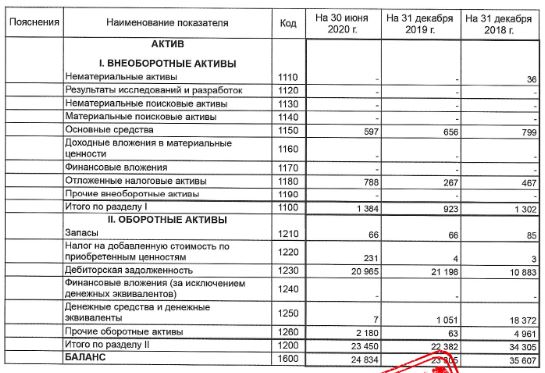 Пояснения Наименование показателя Код На 30 июня 2020 г. На 31 декабря 2019 г. На 31 декабря 2018 г.
АКТИВ
I. ВНЕОБОРОТНЫЕ АКТИВЫ
Нематериальные активы 1110 - - 36
Результаты исследований и разработок 1120 - - -
Нематериальные поисковые активы 1130 - - -
Материальные поисковые активы 1140 - - -
Основные средства 1150 597 656 799
Доходные вложения в материальные
ценности 1160 - - -
Финансовые вложения 1170 - - -
Отложенные налоговые активы 1180 788 267 467
Прочие внеоборотные активы 1190 - - -
Итого по разделу I 1100 1 384 923 1 302
II. ОБОРОТНЫЕ АКТИВЫ
Запасы 1210 66 66 85
Налог на добавленную стоимость по
приобретенным ценностям 1220 231 4 3
Дебиторская задолженность 1230 20 965 21 198 10 883
Финансовые вложения (за исключением
денежных эквивалентов) 1240 - - -
Денежные средства и денежные
эквиваленты 1250 7 1 051 18 372
Прочие оборотные активы 1260 2 180 63 4 961
Итого по разделу II 1200 23 450 22 382 34 305
БАЛАНС 1600 24 834 23 305 35 607